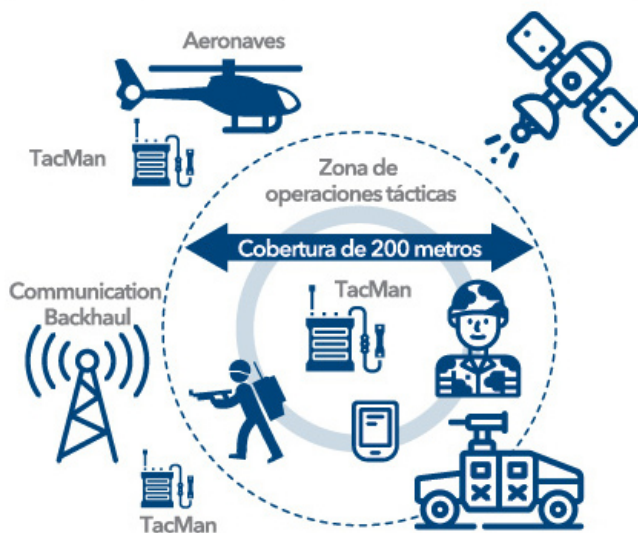 Aeronaves
TacMan
Zona de
operaciones tácticas
Cobertura de 200 metros
Communication
Backhaul
TacMan
TacMan